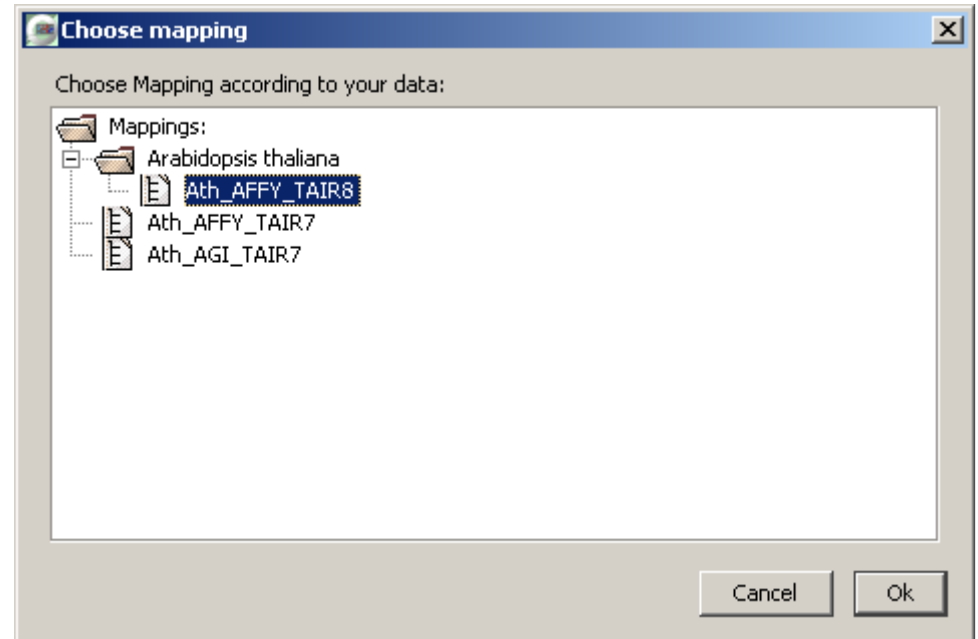 Choose mapping
Choose Mapping according to your data:
Mappings:
Arabidopsis thaliana
Ath_AFFY_TAIR8
Ath_AFFY_TAIR7
Ath_AGI_TAIR7
Cancel Ok